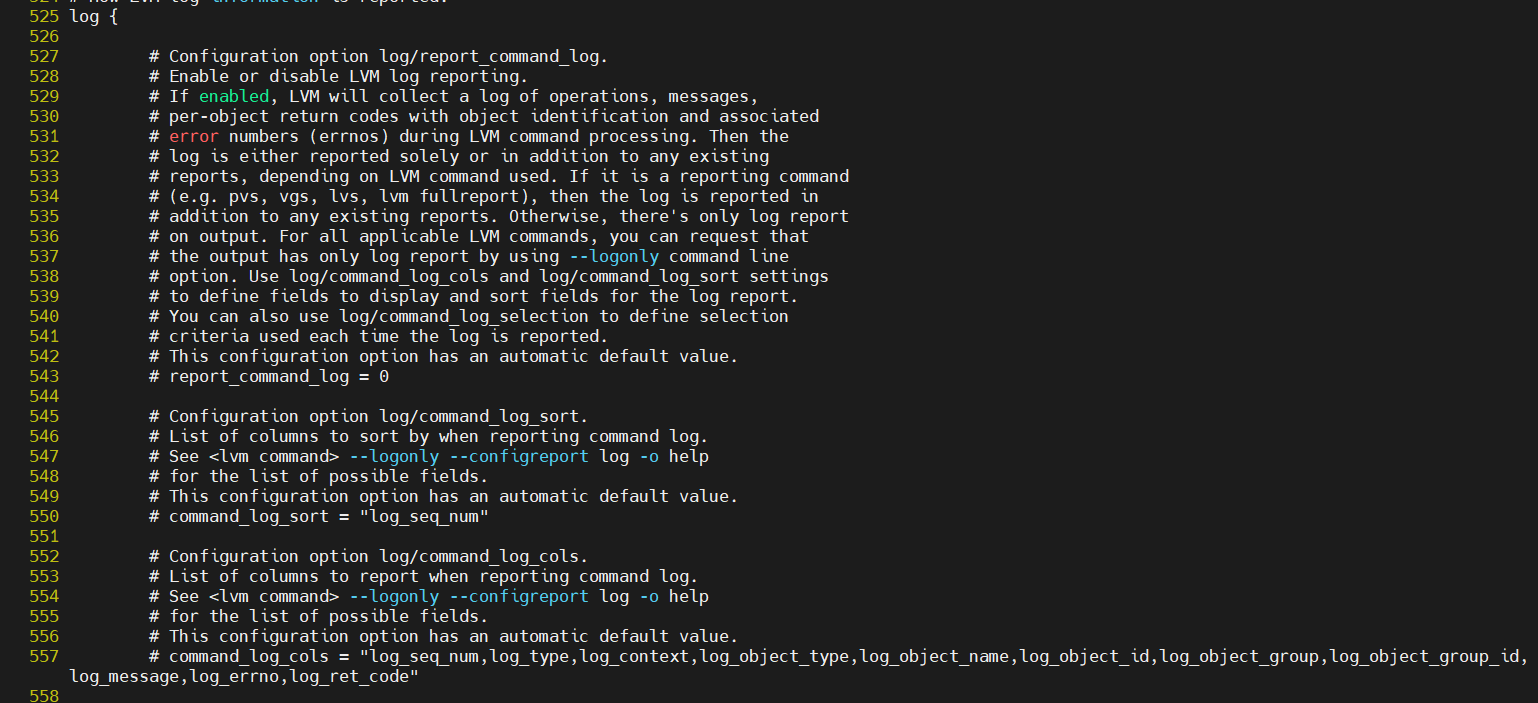 524 # How LVM log information is reported.
525 log {
526
527         # Configuration option log/report_command_log.
528         # Enable or disable LVM log reporting.
529         # If enabled, LVM will collect a log of operations, messages,
530         # per-object return codes with object identification and associated
531         # error numbers (errnos) during LVM command processing. Then the
532         # log is either reported solely or in addition to any existing
533         # reports, depending on LVM command used. If it is a reporting command
534         # (e.g. pvs, vgs, lvs, lvm fullreport), then the log is reported in
535         # addition to any existing reports. Otherwise, there's only log report
536         # on output. For all applicable LVM commands, you can request that
537         # the output has only log report by using --logonly command line
538         # option. Use log/command_log_cols and log/command_log_sort settings
539         # to define fields to display and sort fields for the log report.
540         # You can also use log/command_log_selection to define selection
541         # criteria used each time the log is reported.
542         # This configuration option has an automatic default value.
543         # report_command_log = 0
544
545         # Configuration option log/command_log_sort.
546         # List of columns to sort by when reporting command log.
547         # See <lvm command> --logonly --configreport log -o help
548         # for the list of possible fields.
549         # This configuration option has an automatic default value.
550         # command_log_sort = "log_seq_num"
551
552         # Configuration option log/command_log_cols.
553         # List of columns to report when reporting command log.
554         # See <lvm command> --logonly --configreport log -o help
555         # for the list of possible fields.
556         # This configuration option has an automatic default value.
557         # command_log_cols = "log_seq_num,log_type,log_context,log_object_type,log_object_name,log_object_id,log_object_group,log_object_group_id,
log_message,log_errno,log_ret_code"
558